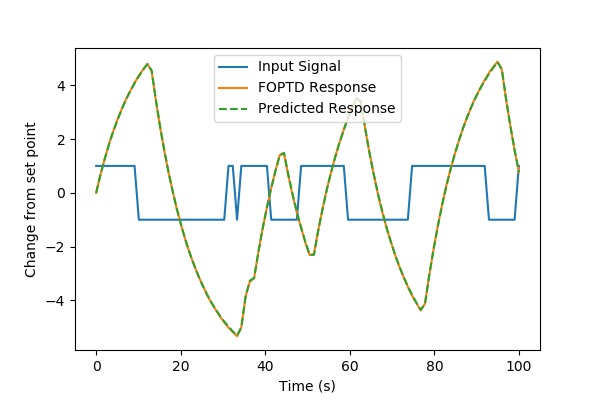 Input Signal
FOPTD Response
Predicted Response
Change from set point
4
2
0
−2
−4
0 20 40 60 80 100
Time (s)